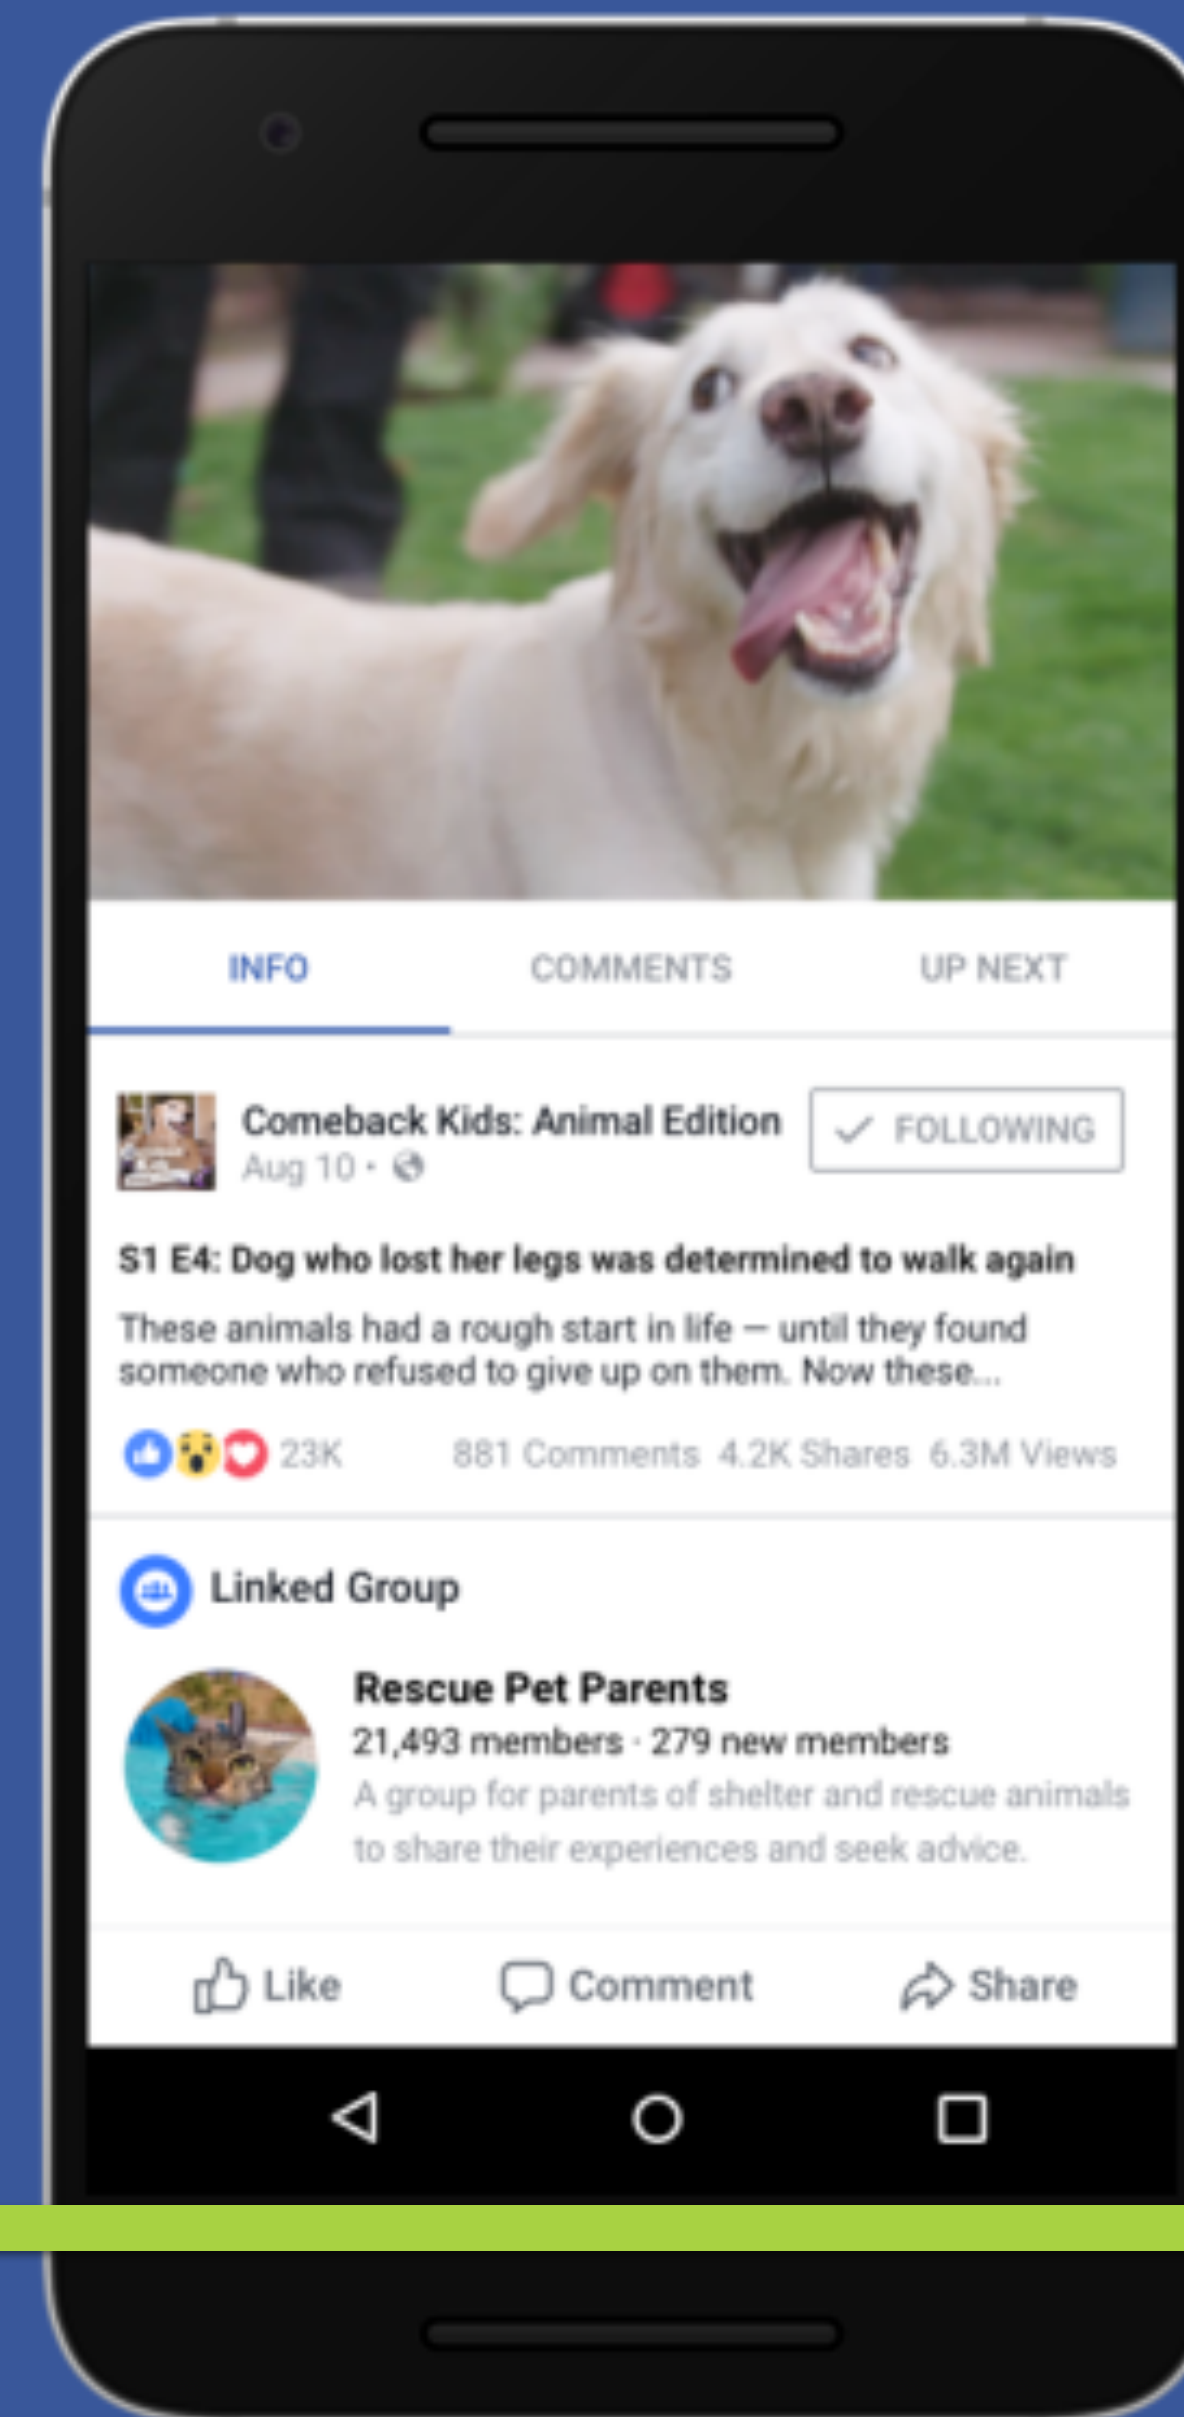 INFO COMMENTS UP NEXT
Comeback Kids: Animal Edition
FOLLOWING
Aug 10 ·
S1 E4: Dog who lost her legs was determined to walk again
These animals had a rough start in life — until they found
someone who refused to give up on them. Now these...
23K 881 Comments 4.2K Shares 6.3M Views
Linked Group
Rescue Pet Parents
21,493 members · 279 new members
A group for parents of shelter and rescue animals
to share their experiences and seek advice.
Like Comment Share